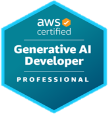 aws
certified
Generative AI
Developer
PROFESSIONAL